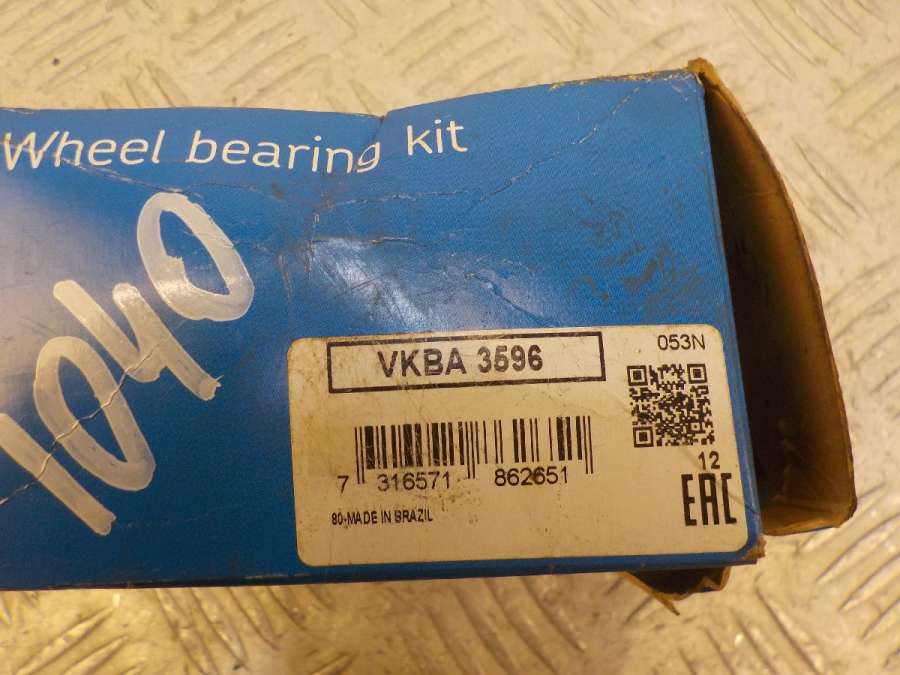 Wheel bearing kit
1040
VKBA 3596
053N
7 316571 862651
12
80-MADE IN BRAZIL
EAC